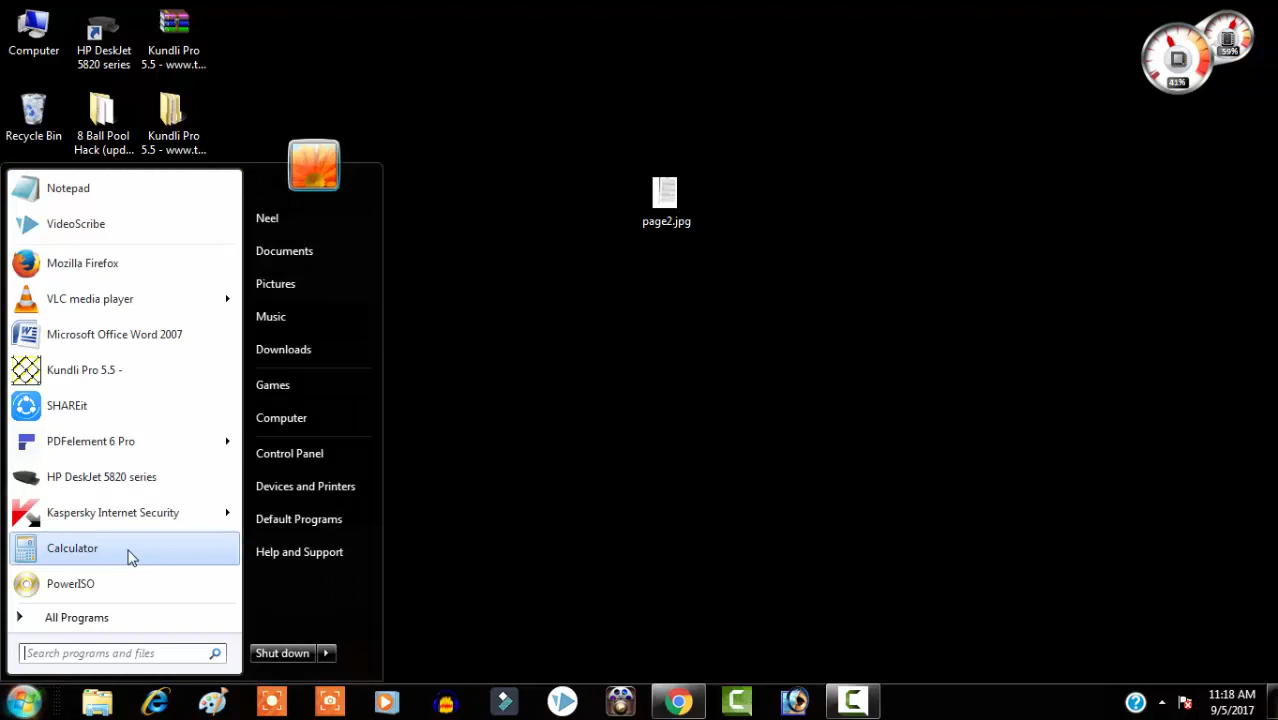 Computer
HP DeskJet
5820 series
Kundli Pro
5.5 - www.t...
Recycle Bin
8 Ball Pool
Hack (upd...
Kundli Pro
5.5 - www.t...
41%
59%
page2.jpg
Notepad
VideoScribe
Mozilla Firefox
VLC media player
Microsoft Office Word 2007
Kundli Pro 5.5 -
SHAREit
PDFelement 6 Pro
HP DeskJet 5820 series
Kaspersky Internet Security
Calculator
PowerISO
All Programs
Search programs and files
Neel
Documents
Pictures
Music
Downloads
Games
Computer
Control Panel
Devices and Printers
Default Programs
Help and Support
Shut down
11:18 AM
9/5/2017